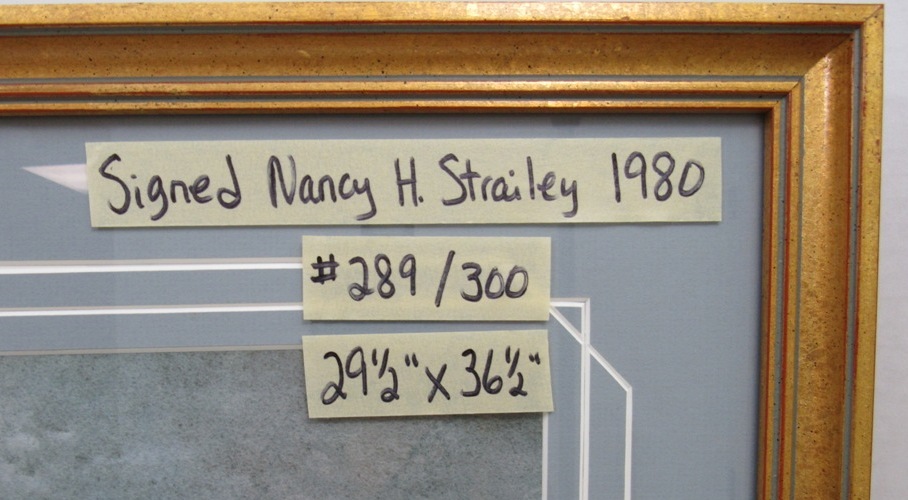 Signed Nancy H. Strailey 1980
#289/300
29½" x 36½"